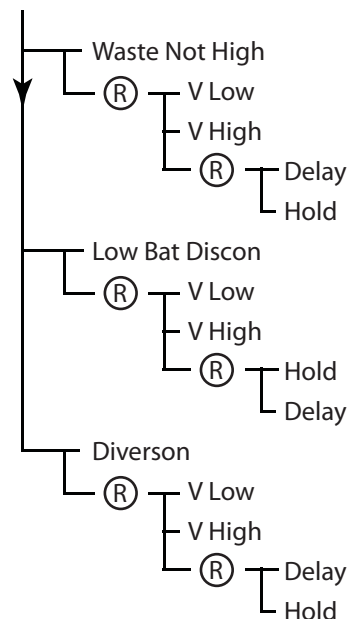 Waste Not High
R V Low
V High
R Delay
Hold
Low Bat Discon
R V Low
V High
R Hold
Delay
Diverson
R V Low
V High
R Delay
Hold